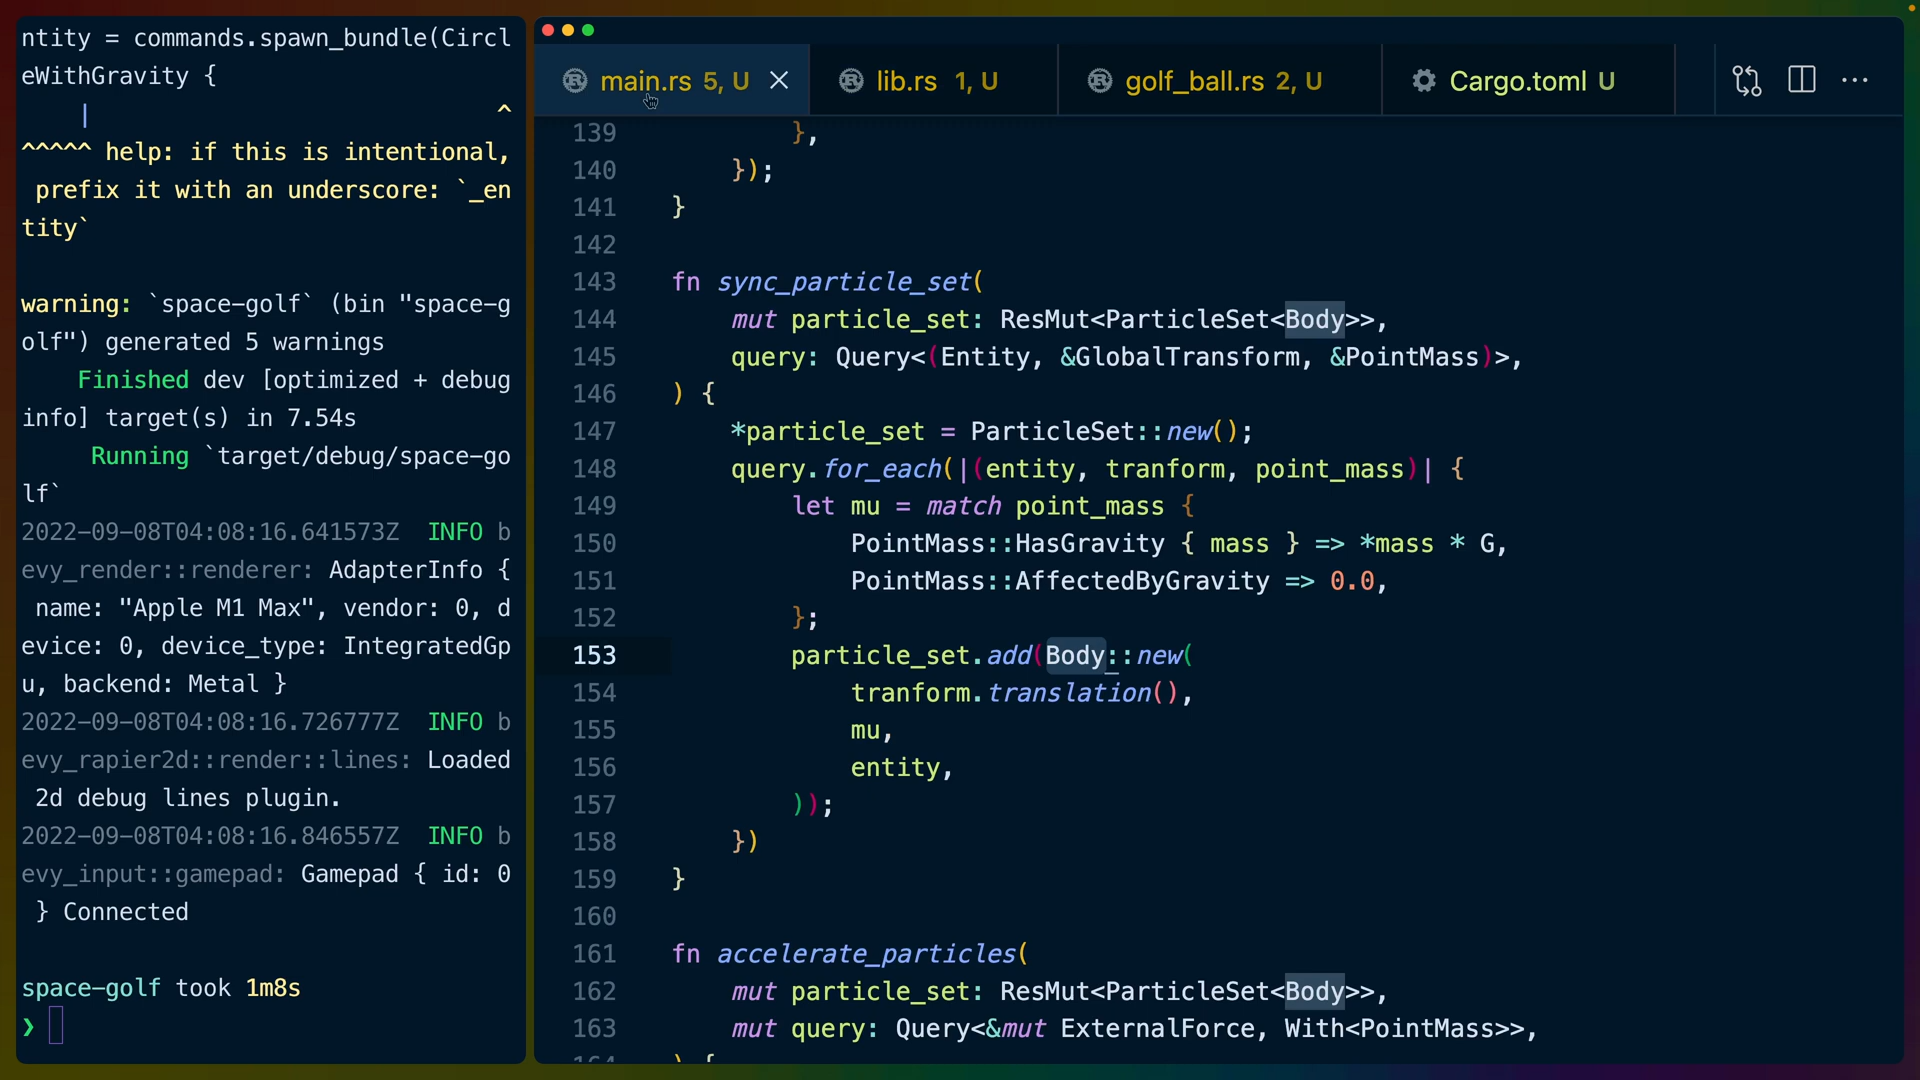 ntity = commands.spawn_bundle(Circl
eWithGravity {
    |                              ^
^^^^^ help: if this is intentional,
 prefix it with an underscore: `_en
tity`
warning: `space-golf` (bin "space-g
olf") generated 5 warnings
    Finished dev [optimized + debug
info] target(s) in 7.54s
     Running `target/debug/space-go
lf`
2022-09-08T04:08:16.641573Z  INFO b
evy_render::renderer: AdapterInfo {
 name: "Apple M1 Max", vendor: 0, d
evice: 0, device_type: IntegratedGp
u, backend: Metal }
2022-09-08T04:08:16.726777Z  INFO b
evy_rapier2d::render::lines: Loaded
 2d debug lines plugin.
2022-09-08T04:08:16.846557Z  INFO b
evy_input::gamepad: Gamepad { id: 0
 } Connected
space-golf took 1m8s
❯
main.rs 5, U
lib.rs 1, U
golf_ball.rs 2, U
Cargo.toml U
139         },
140     });
141 }
142
143 fn sync_particle_set(
144     mut particle_set: ResMut<ParticleSet<Body>>,
145     query: Query<(Entity, &GlobalTransform, &PointMass)>,
146 ) {
147     *particle_set = ParticleSet::new();
148     query.for_each(|(entity, tranform, point_mass)| {
149         let mu = match point_mass {
150             PointMass::HasGravity { mass } => *mass * G,
151             PointMass::AffectedByGravity => 0.0,
152         };
153         particle_set.add(Body::new(
154             tranform.translation(),
155             mu,
156             entity,
157         ));
158     })
159 }
160
161 fn accelerate_particles(
162     mut particle_set: ResMut<ParticleSet<Body>>,
163     mut query: Query<&mut ExternalForce, With<PointMass>>,
164 ) {